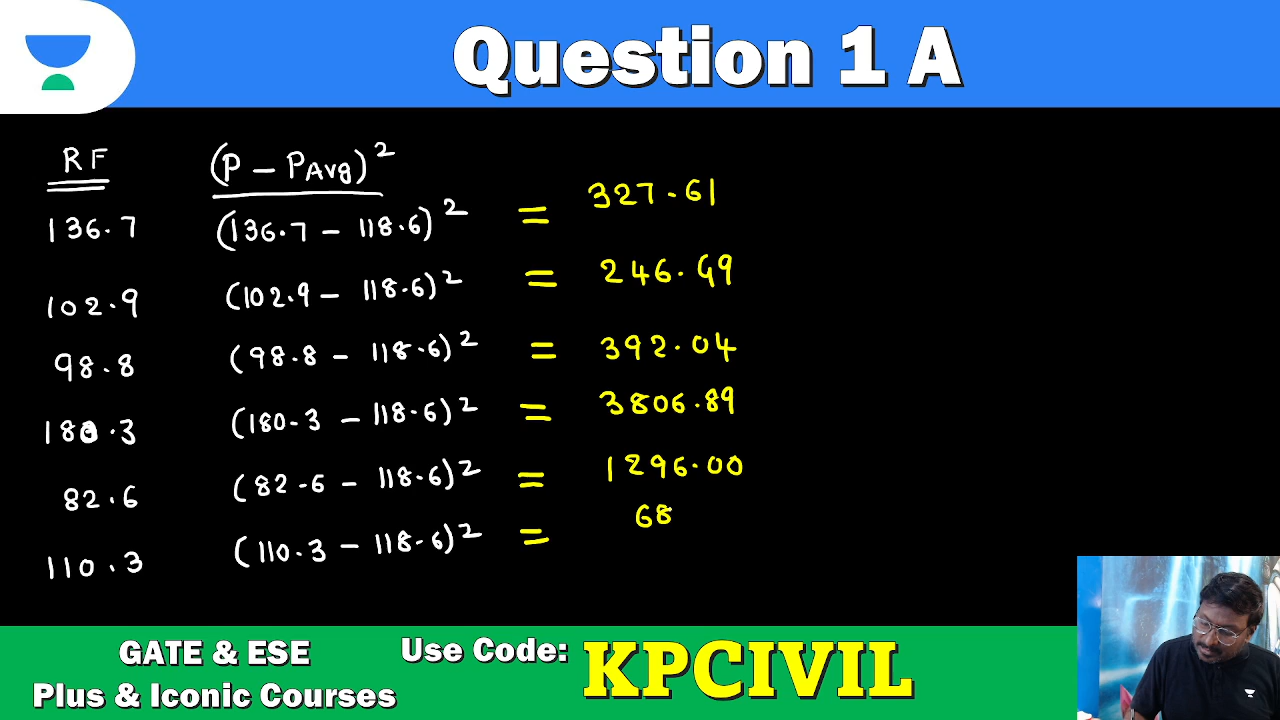 Question 1 A
RF (P - PAvg)²
136.7 (136.7 - 118.6)² = 327.61
102.9 (102.9 - 118.6)² = 246.49
98.8 (98.8 - 118.6)² = 392.04
180.3 (180.3 - 118.6)² = 3806.89
82.6 (82.6 - 118.6)² = 1296.00
110.3 (110.3 - 118.6)² = 68
GATE & ESE
Plus & Iconic Courses
Use Code: KPCIVIL